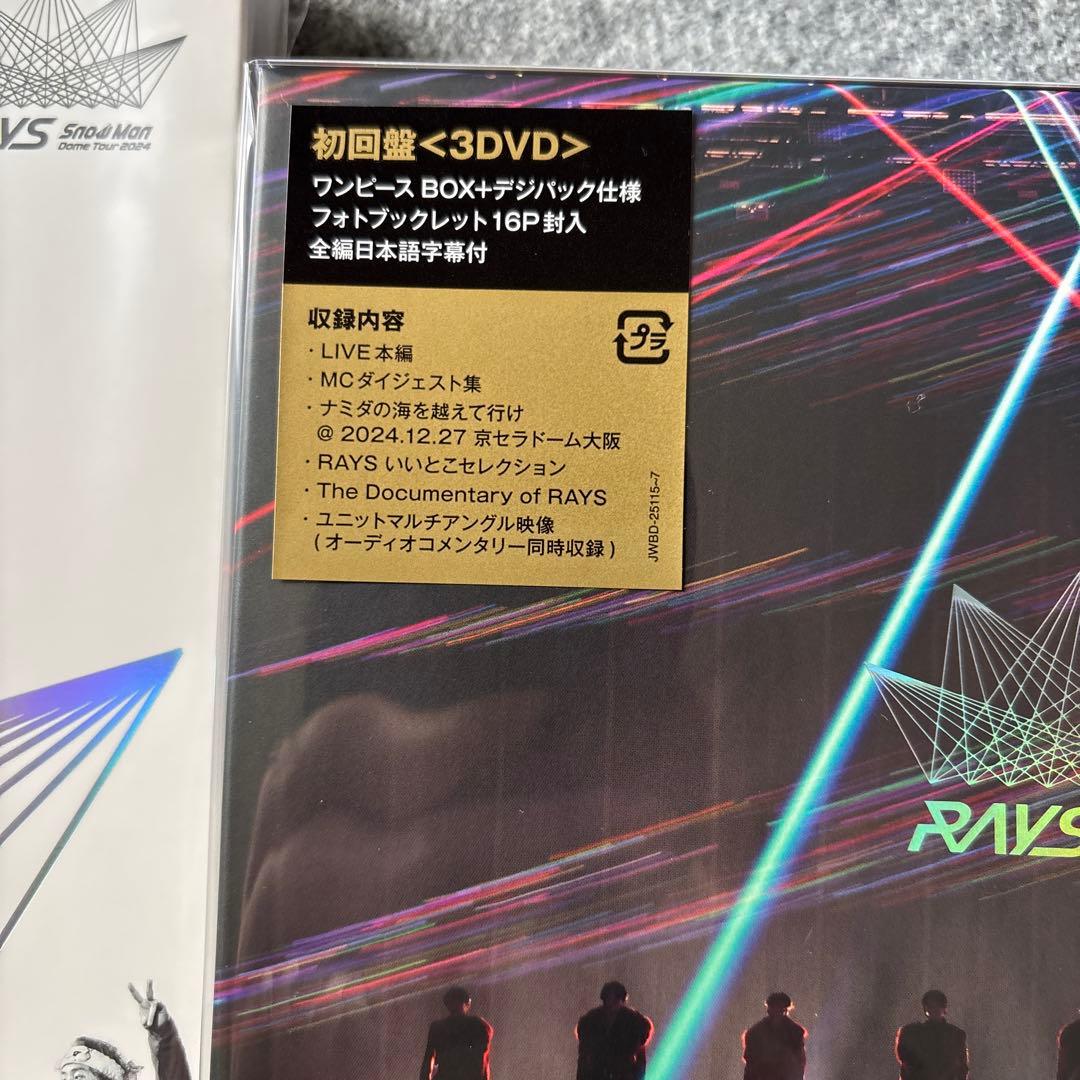 AYS Snow Man
Dome Tour 2024
初回盤<3DVD>
ワンピースBOX+デジパック仕様
フォトブックレット16P封入
全編日本語字幕付
収録内容
プラ
・LIVE本編
・MCダイジェスト集
・ナミダの海を越えて行け
@ 2024.12.27 京セラドーム大阪
・RAYS いいとこセレクション
・The Documentary of RAYS
・ユニットマルチアングル映像
(オーディオコメンタリー同時収録)
JWBD-25115~7
RAYS